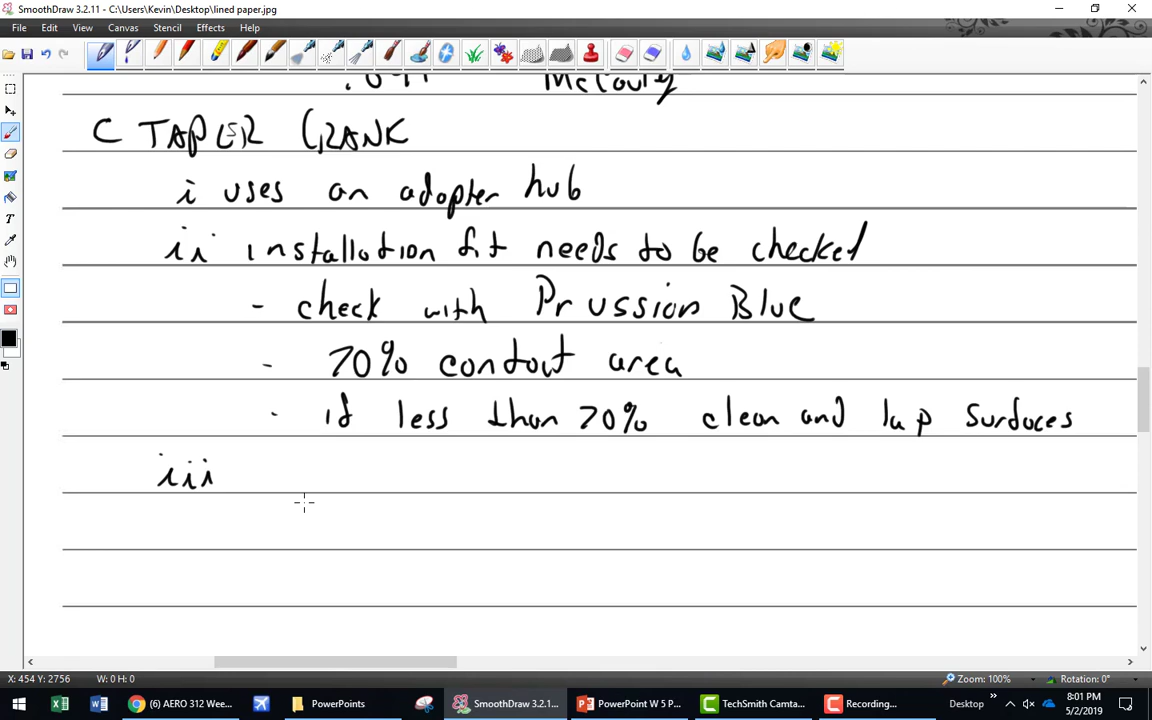 SmoothDraw 3.2.11 - C:\Users\Kevin\Desktop\lined paper.jpg
File Edit View Canvas Stencil Effects Help
McCauly
C TAPER CRANK
i uses an adapter hub
ii installation fit needs to be checked
- check with Prussian Blue
- 70% contact area
- if less than 70% clean and lap surfaces
iii
X: 454 Y: 2756 W: 0 H: 0 Zoom: 100% Rotation: 0°
(6) AERO 312 Wee... PowerPoints SmoothDraw 3.2.1... PowerPoint W 5 P... TechSmith Camta... Recording... Desktop 8:01 PM
5/2/2019